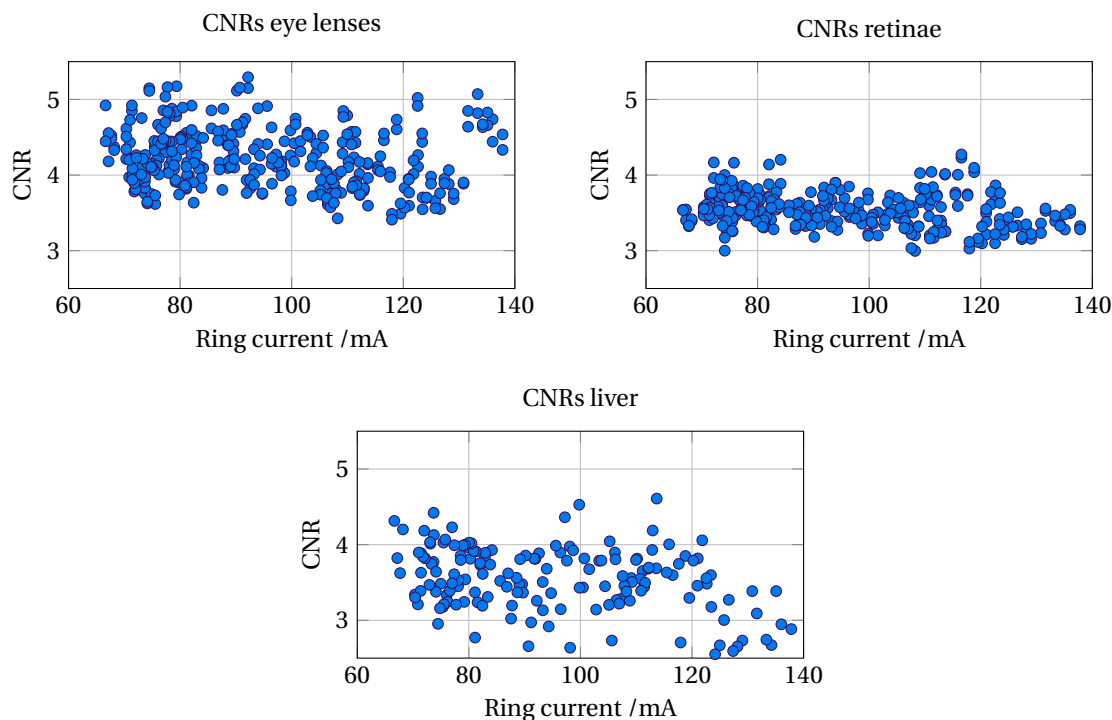 CNRs eye lenses
5
4
3
CNR
60 80 100 120 140
Ring current /mA
CNRs retinae
5
4
3
CNR
60 80 100 120 140
Ring current /mA
CNRs liver
5
4
3
CNR
60 80 100 120 140
Ring current /mA